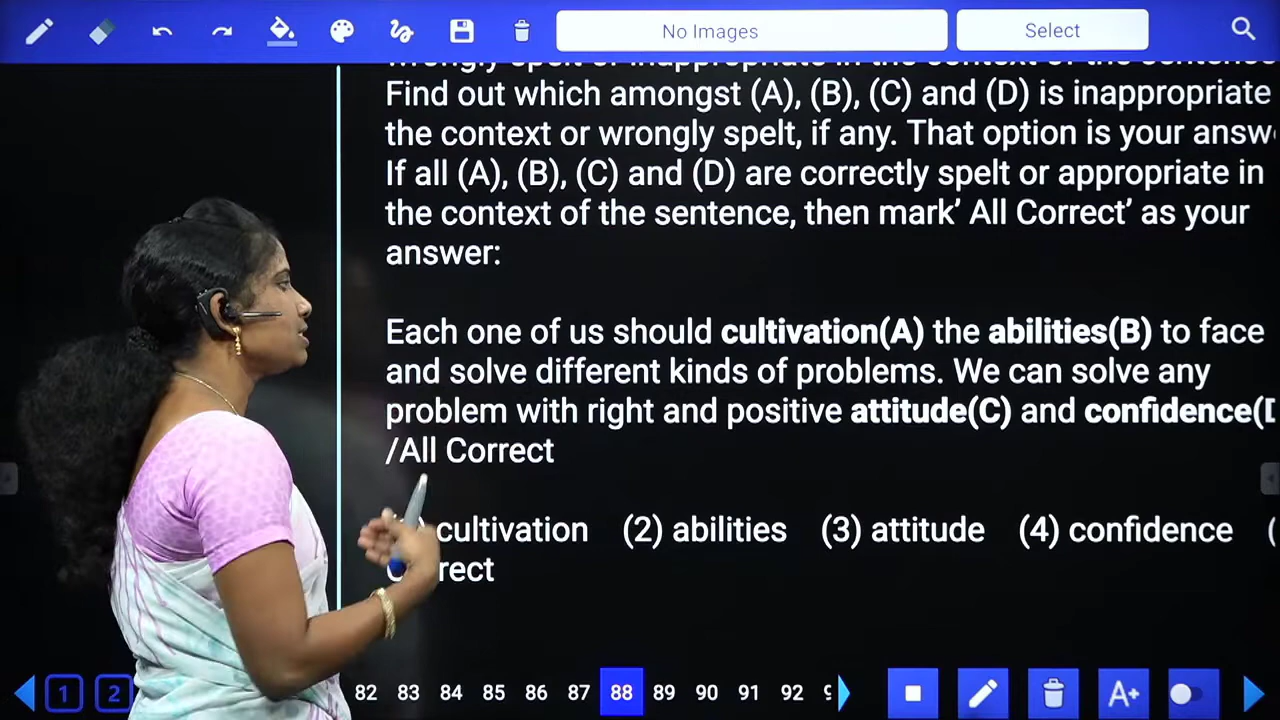 No Images
Select
Find out which amongst (A), (B), (C) and (D) is inappropriate
the context or wrongly spelt, if any. That option is your
If all (A), (B), (C) and (D) are correctly spelt or appropriate in
the context of the sentence, then mark’ All Correct’ as your
answer:
Each one of us should cultivation(A) the abilities(B) to face
and solve different kinds of problems. We can solve any
problem with right and positive attitude(C) and confidence(
/All Correct
cultivation (2) abilities (3) attitude (4) confidence (
1 2 82 83 84 85 86 87 88 89 90 91 92 A+